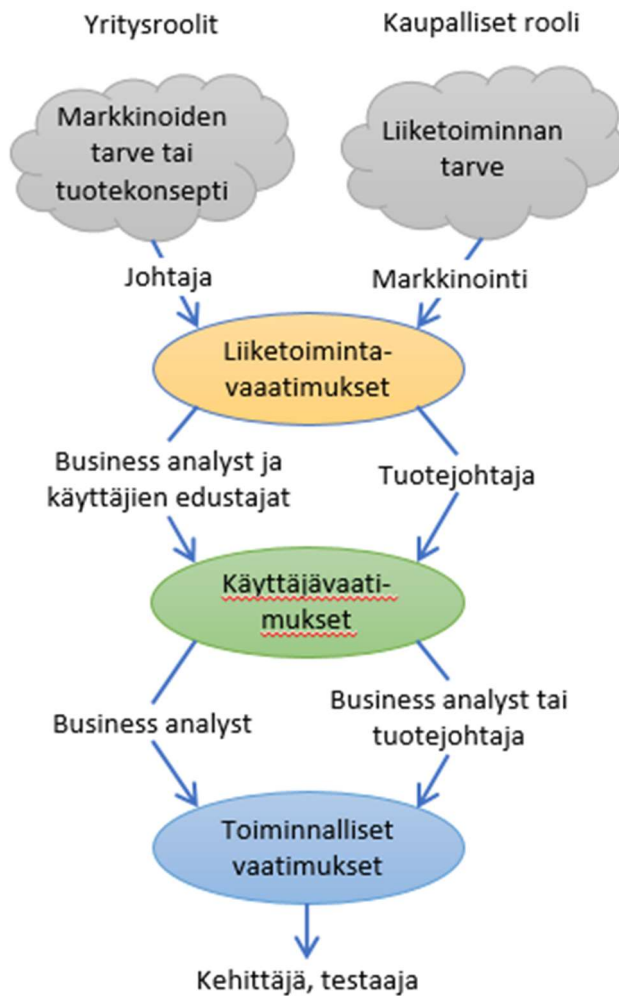 Yritysroolit
Kaupalliset rooli
Markkinoiden
tarve tai
tuotekonsepti
Liiketoiminnan
tarve
Johtaja
Markkinointi
Liiketoiminta-
vaaatimukset
Business analyst ja
käyttäjien edustajat
Tuotejohtaja
Käyttäjävaati-
mukset
Business analyst
Business analyst tai
tuotejohtaja
Toiminnalliset
vaatimukset
Kehittäjä, testaaja